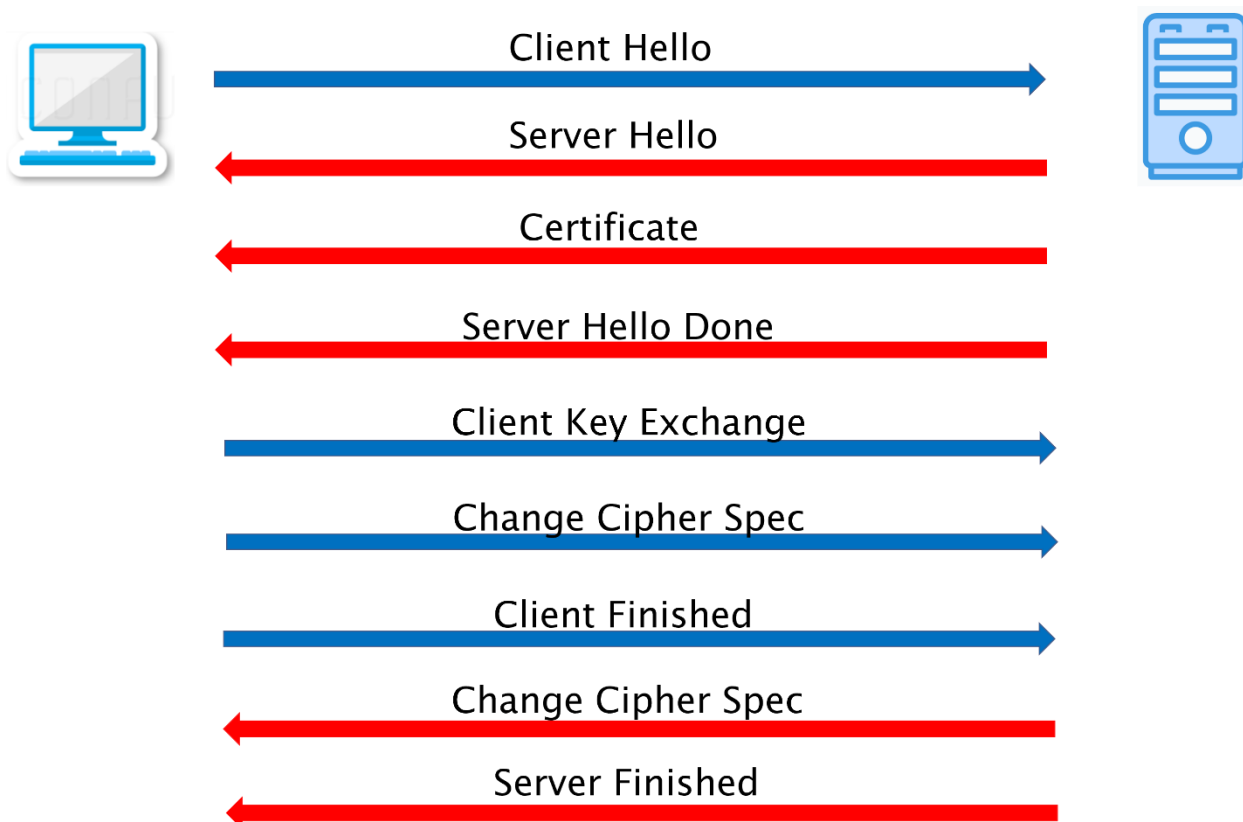 Client Hello
Server Hello
Certificate
Server Hello Done
Client Key Exchange
Change Cipher Spec
Client Finished
Change Cipher Spec
Server Finished